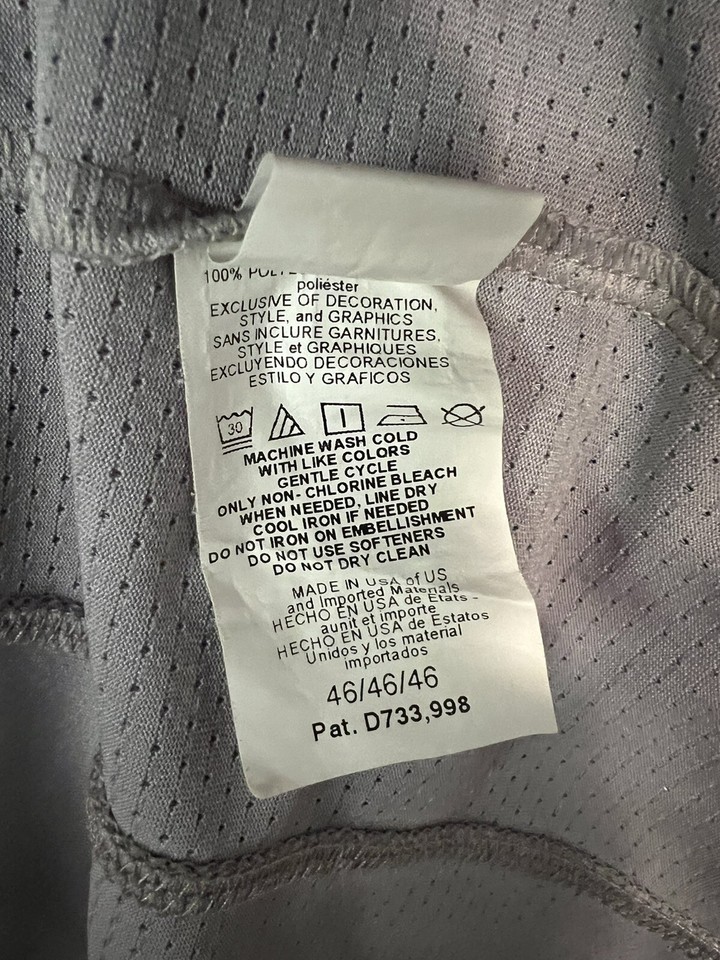 100%
poliéster
EXCLUSIVE OF DECORATION,
STYLE, and GRAPHICS
SANS INCLURE GARNITURES,
STYLE et GRAPHIQUES
EXCLUYENDO DECORACIONES
ESTILO Y GRAFICOS
30
MACHINE WASH COLD
WITH LIKE COLORS
GENTLE CYCLE
ONLY NON-CHLORINE BLEACH
WHEN NEEDED, LINE DRY
COOL IRON IF NEEDED
DO NOT IRON ON EMBELLISHMENT
DO NOT USE SOFTENERS
DO NOT DRY CLEAN
MADE IN USA of US
and Imported Materials
HECHO EN USA de États -
aunit et importe
HECHO EN USA de Estatos
Unidos y los material
importados
46/46/46
Pat. D733,998